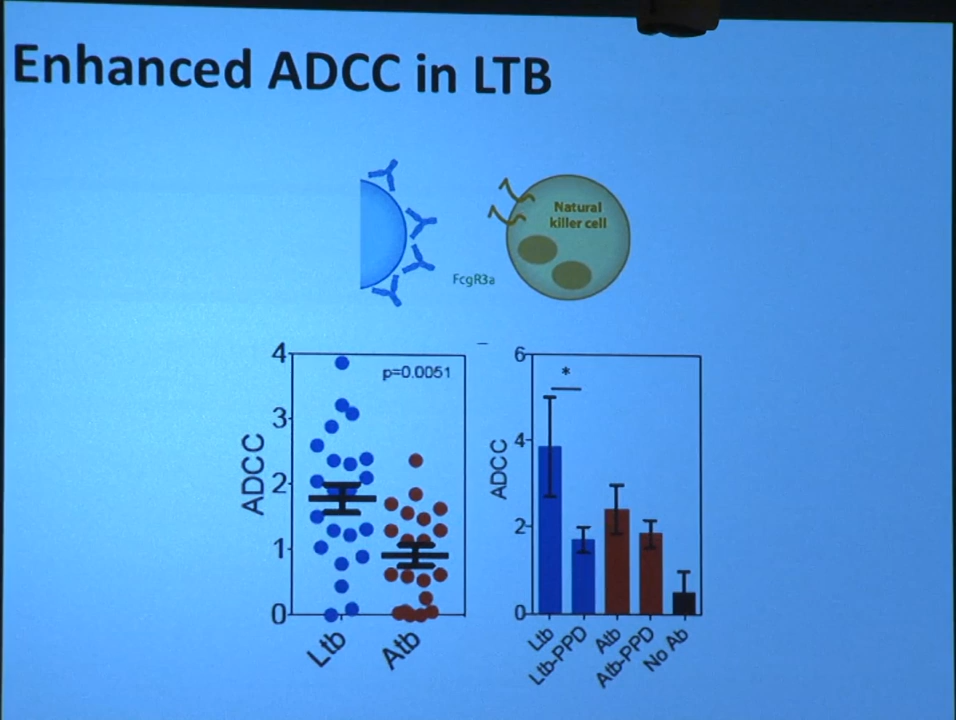 Enhanced ADCC in LTB
Natural
killer cell
FcgR3a
4
3
2
1
0
ADCC
p=0.0051
Ltb
Atb
6
4
2
0
ADCC
*
Ltb
Ltb-PPD
Atb
Atb-PPD
No Ab